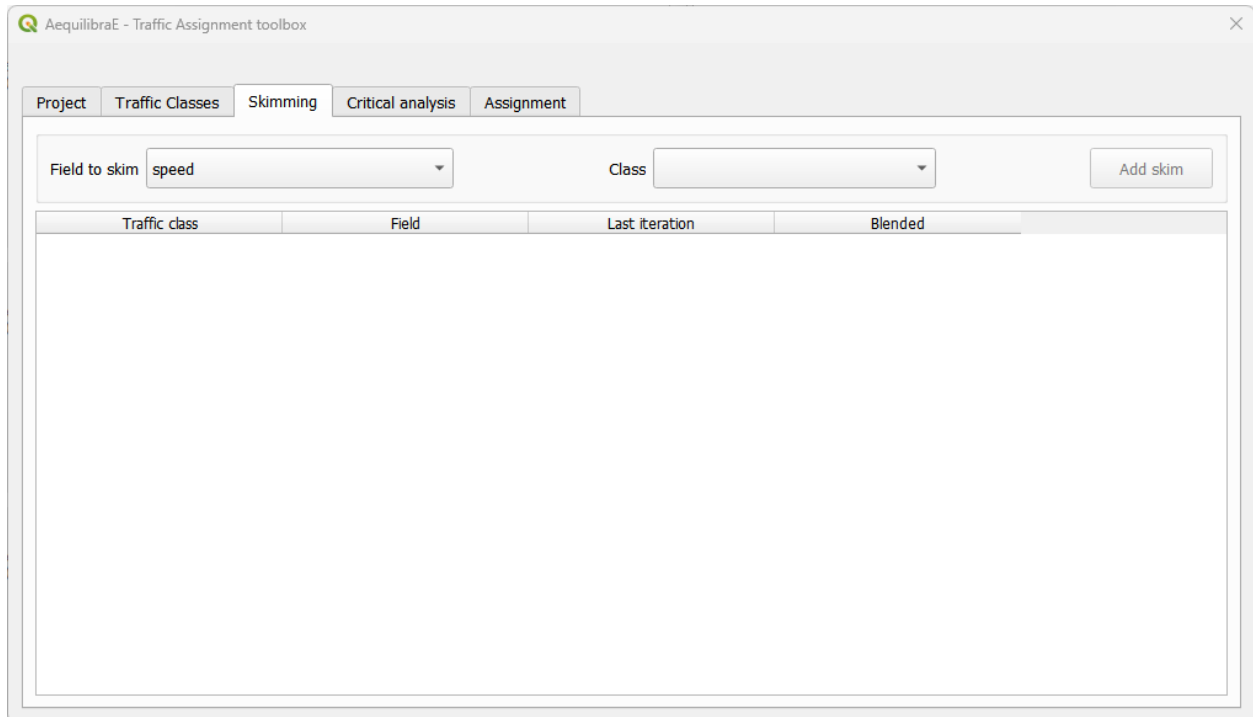 AequilibraE - Traffic Assignment toolbox
Project Traffic Classes Skimming Critical analysis Assignment
Field to skim speed Class Add skim
Traffic class Field Last iteration Blended